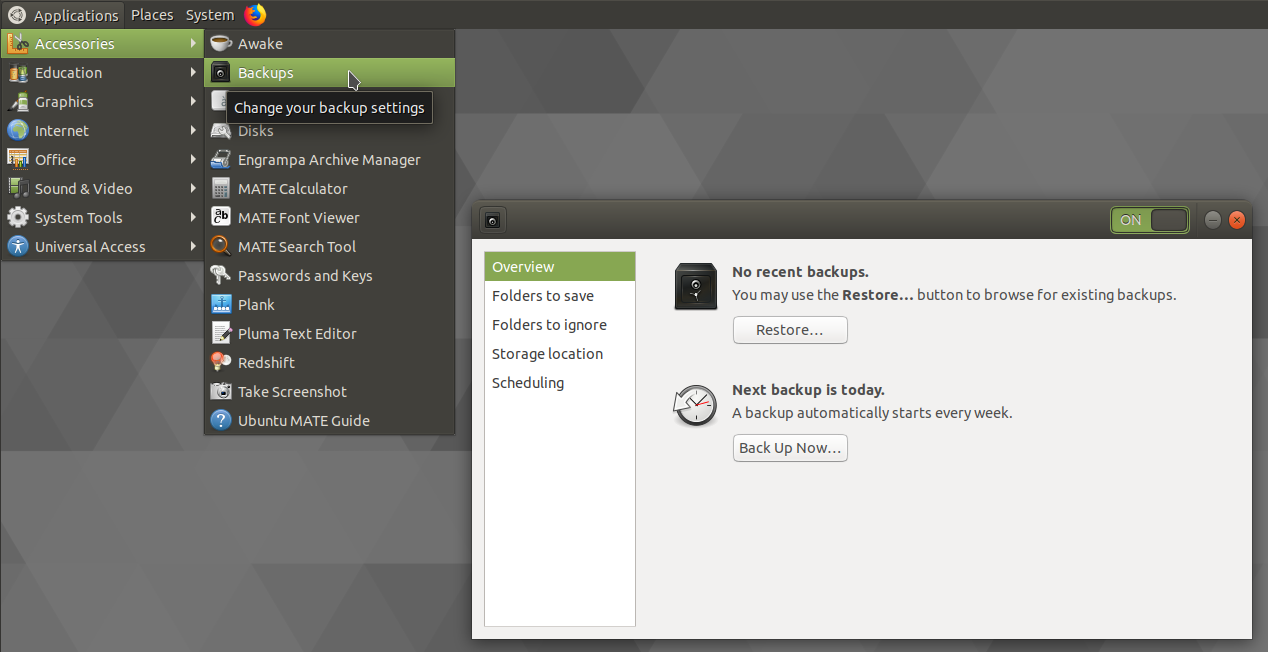 Applications Places System
Accessories
Education
Graphics
Internet
Office
Sound & Video
System Tools
Universal Access
Awake
Backups
Change your backup settings
Disks
Engrampa Archive Manager
MATE Calculator
MATE Font Viewer
MATE Search Tool
Passwords and Keys
Plank
Pluma Text Editor
Redshift
Take Screenshot
Ubuntu MATE Guide
ON
Overview
Folders to save
Folders to ignore
Storage location
Scheduling
No recent backups.
You may use the Restore... button to browse for existing backups.
Restore...
Next backup is today.
A backup automatically starts every week.
Back Up Now...